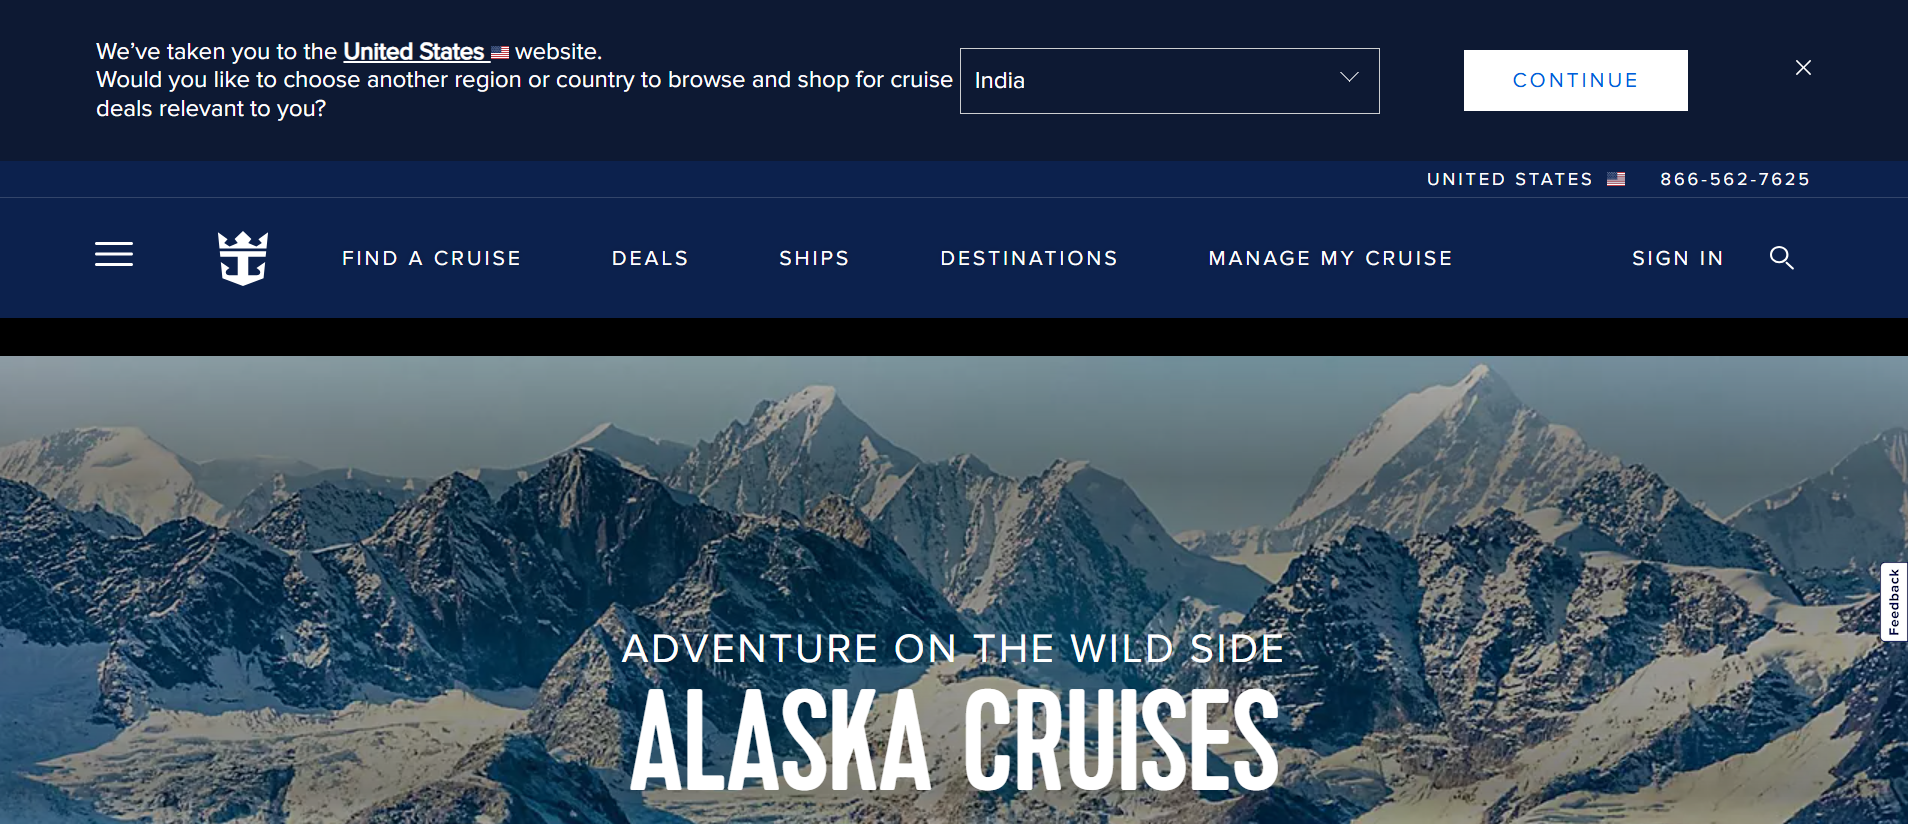 We've taken you to the United States website.
Would you like to choose another region or country to browse and shop for cruise
deals relevant to you?
India
CONTINUE
UNITED STATES 866-562-7625
FIND A CRUISE DEALS SHIPS DESTINATIONS MANAGE MY CRUISE SIGN IN
Feedback
ADVENTURE ON THE WILD SIDE
ALASKA CRUISES